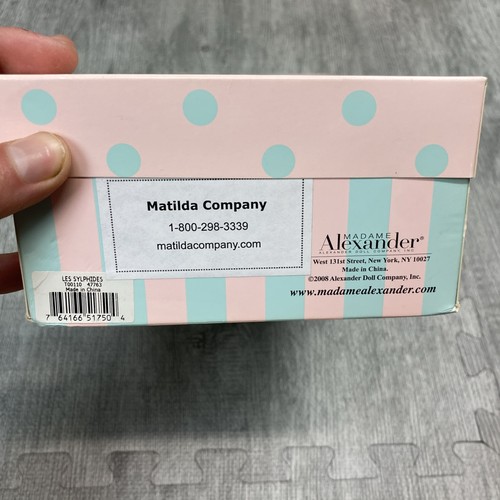 Matilda Company
1-800-298-3339
matildacompany.com
MADAME
Alexander®
ALEXANDER DOLL COMPANY, INC.
West 131st Street, New York, NY 10027
Made in China.
©2008 Alexander Doll Company, Inc.
www.madamealexander.com
LES SYLPHIDES
T00110 47763
Made in China
7 64166 51750 4